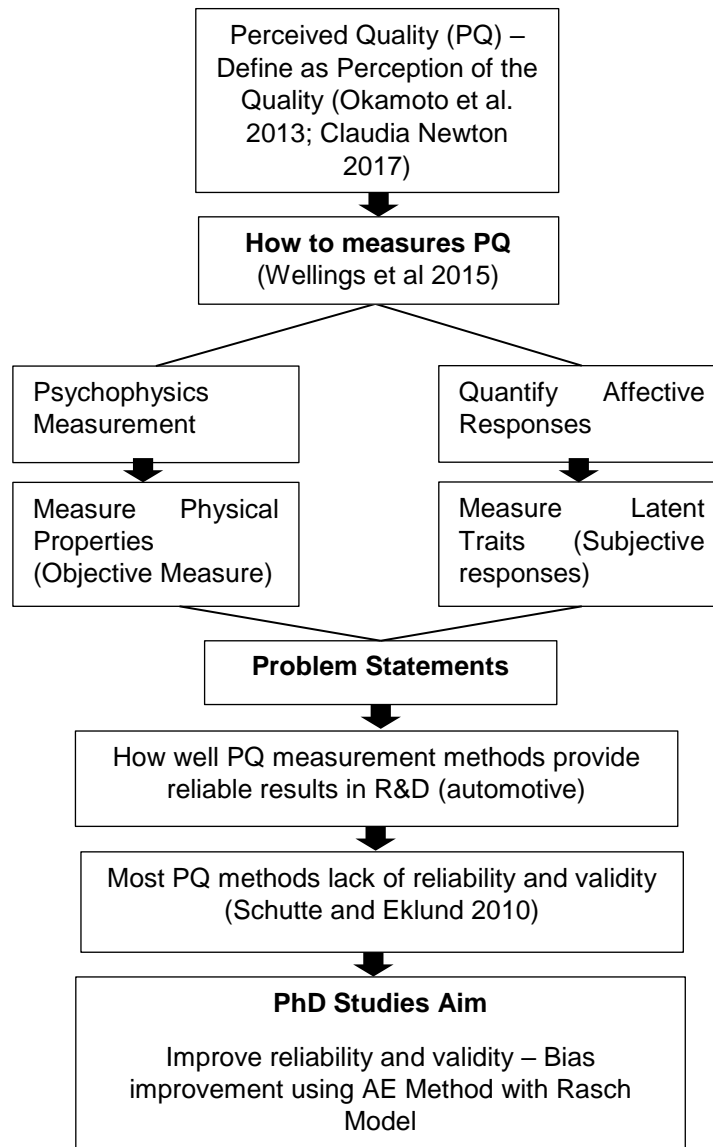 Perceived Quality (PQ) –
Define as Perception of the
Quality (Okamoto et al.
2013; Claudia Newton
2017)
How to measures PQ
(Wellings et al 2015)
Psychophysics
Measurement
Quantify Affective
Responses
Measure Physical
Properties
(Objective Measure)
Measure Latent
Traits (Subjective
responses)
Problem Statements
How well PQ measurement methods provide
reliable results in R&D (automotive)
Most PQ methods lack of reliability and validity
(Schutte and Eklund 2010)
PhD Studies Aim
Improve reliability and validity – Bias
improvement using AE Method with Rasch
Model